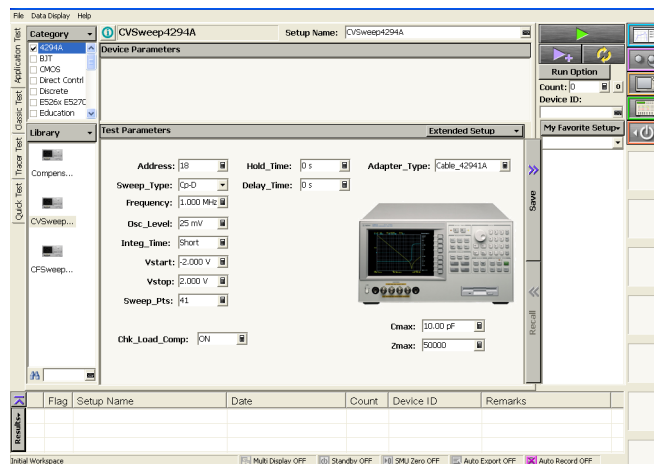 File Data Display Help
Category
4294A
BJT
CMOS
Direct Contrl
Discrete
E526x E527C
Education
Library
Compens...
CVSweep...
CFSweep...
Application Test
Classic Test
Tracer Test
Quick Test
CVSweep4294A Setup Name: CVSweep4294A
Device Parameters
Test Parameters Extended Setup
Address: 18 Hold_Time: 0 s Adapter_Type: Cable_42941A
Sweep_Type: Cp-D Delay_Time: 0 s
Frequency: 1.000 MHz
Osc_Level: 25 mV
Integ_Time: Short
Vstart: -2.000 V
Vstop: 2.000 V
Sweep_Pts: 41
Chk_Load_Comp: ON
Cmax: 10.00 pF
Zmax: 50000
Save
Recall
Run Option
Count: 0 0
Device ID:
My Favorite Setup
Results
Flag Setup Name Date Count Device ID Remarks
Initial Workspace Multi Display OFF Standby OFF SMU Zero OFF Auto Export OFF Auto Record OFF